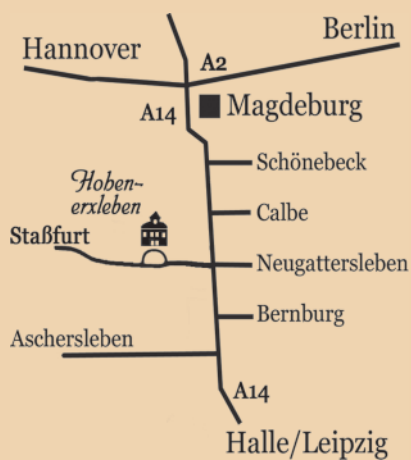 Berlin
Hannover
A2
A14
Magdeburg
Schönebeck
Hohen-
erxleben
Calbe
Staßfurt
Neugattersleben
Bernburg
Aschersleben
A14
Halle/Leipzig